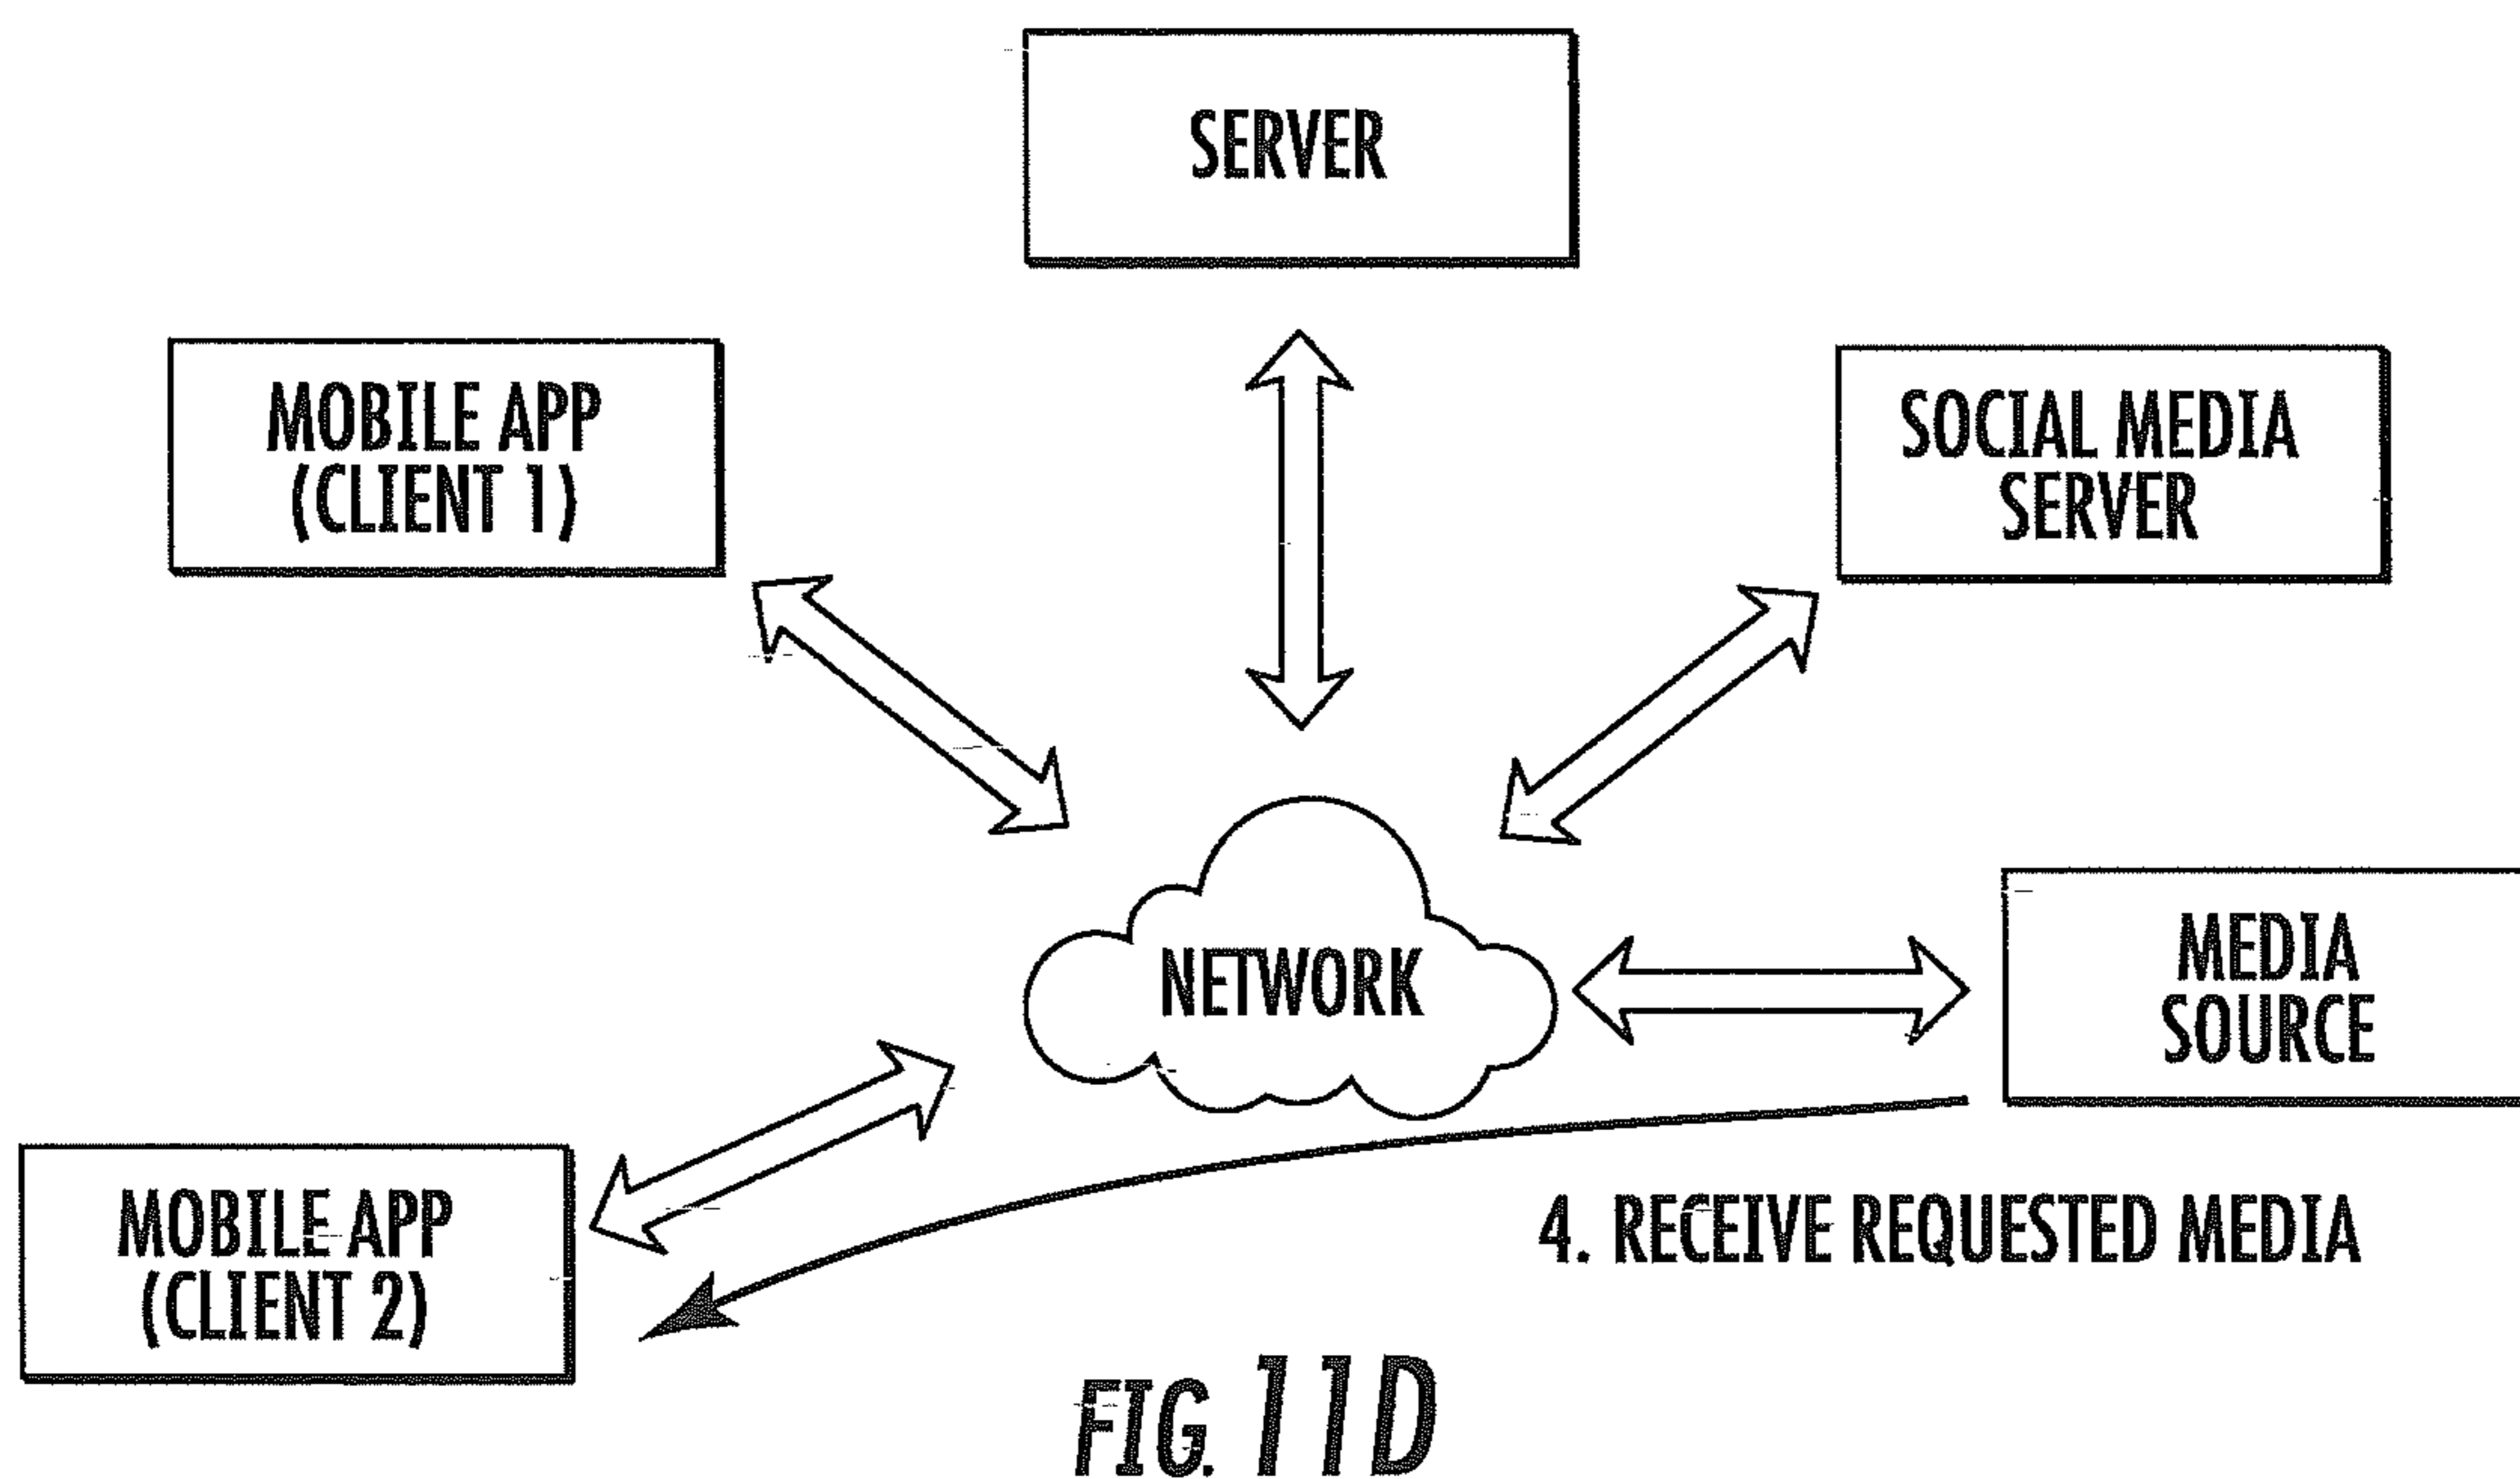 SERVER
MOBILE APP
(CLIENT 1)
SOCIAL MEDIA
SERVER
NETWORK
MEDIA
SOURCE
MOBILE APP
(CLIENT 2)
4. RECEIVE REQUESTED MEDIA
FIG. 11D